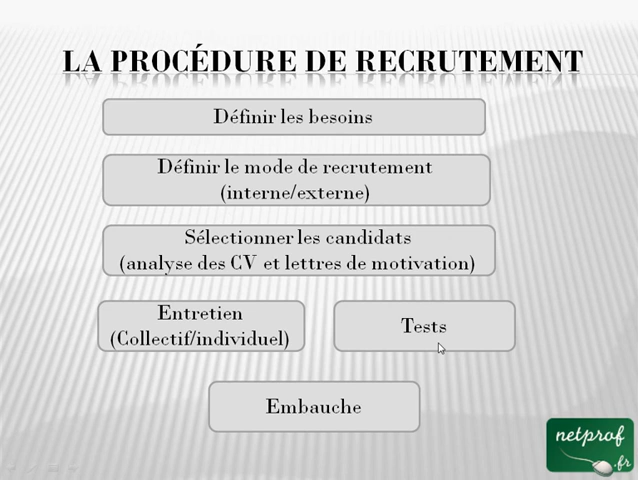 LA PROCÉDURE DE RECRUTEMENT
Définir les besoins
Définir le mode de recrutement
(interne/externe)
Sélectionner les candidats
(analyse des CV et lettres de motivation)
Entretien
(Collectif/individuel)
Tests
Embauche
netprof
.fr